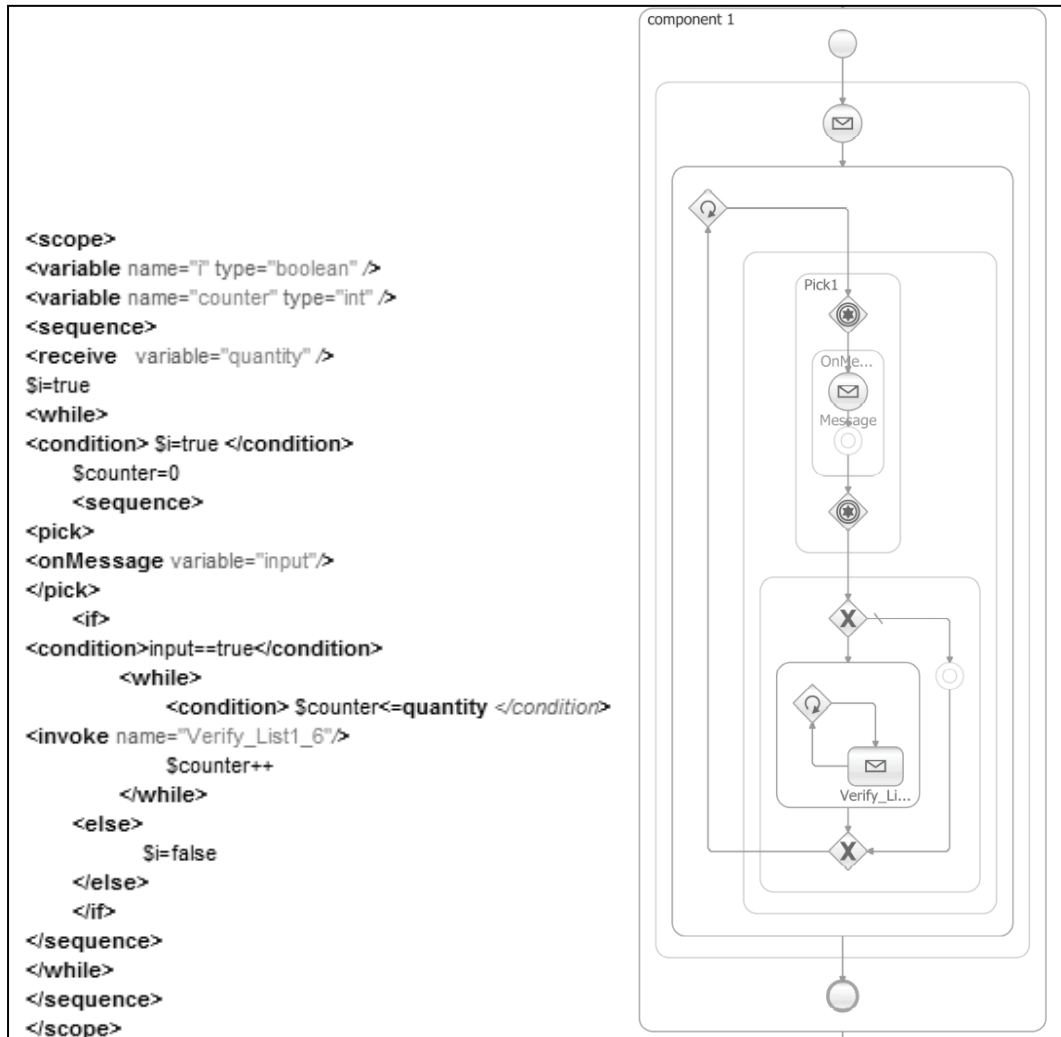 <scope>
<variable name="i" type="boolean" />
<variable name="counter" type="int" />
<sequence>
<receive variable="quantity" />
$i=true
<while>
<condition> $i=true </condition>
$counter=0
<sequence>
<pick>
<onMessage variable="input"/>
</pick>
<if>
<condition>input==true</condition>
<while>
<condition> $counter<=quantity </condition>
<invoke name="Verify_List1_6"/>
$counter++
</while>
<else>
$i=false
</else>
</if>
</sequence>
</while>
</sequence>
</scope>
component 1
Pick1
OnMe...
Message
X
Verify_Li...
X